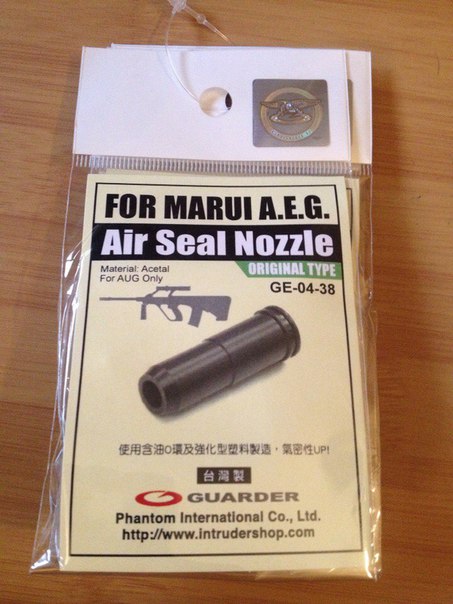 FOR MARUI A.E.G.
Air Seal Nozzle
ORIGINAL TYPE
Material: Acetal
For AUG Only
GE-04-38
使用含油O環及強化型塑料製造，氣密性UP!
台灣製
GUARDER
Phantom International Co., Ltd.
http://www.intrudershop.com